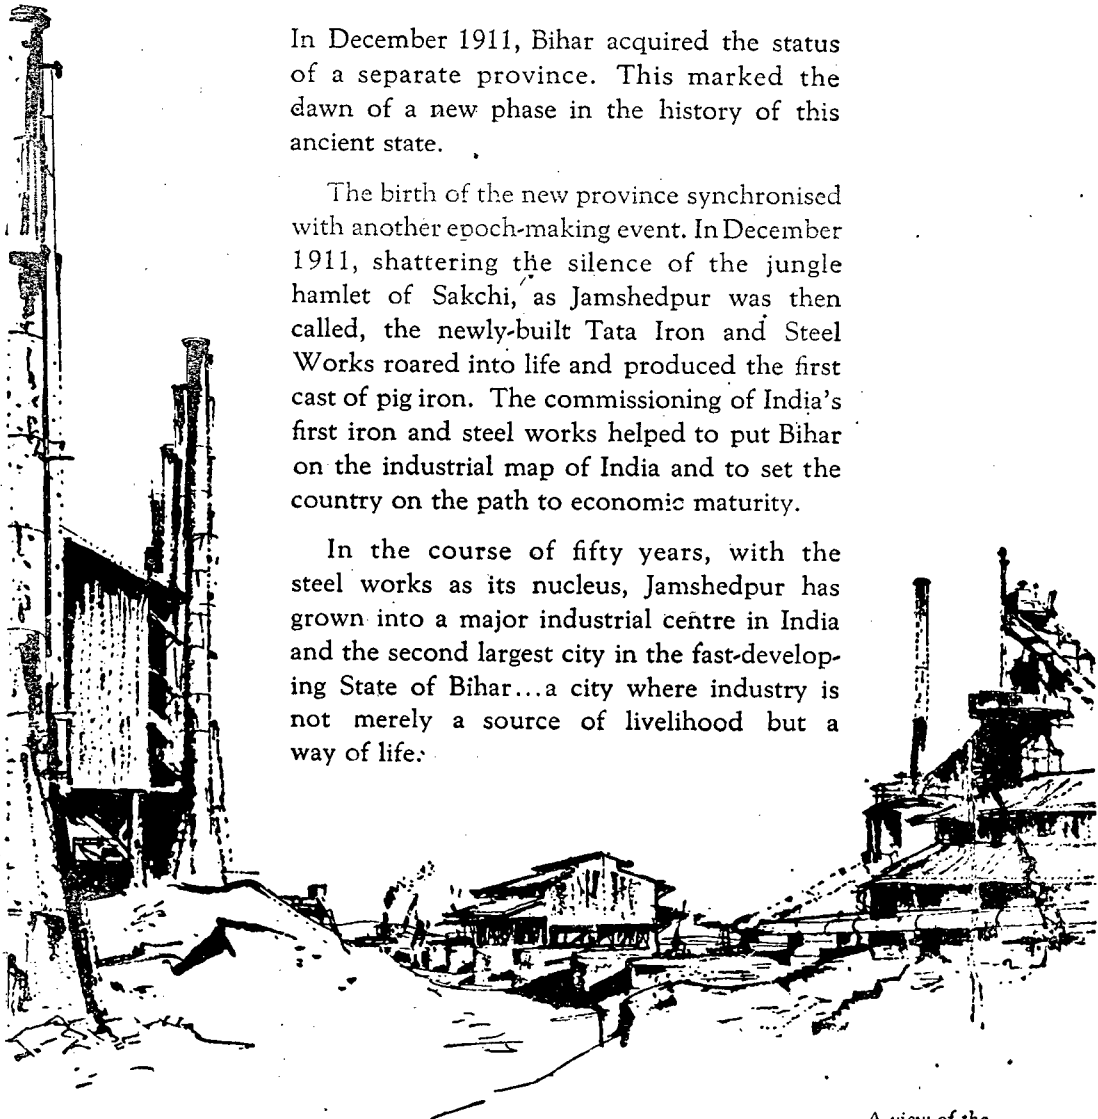 In December 1911, Bihar acquired the status
of a separate province. This marked the
dawn of a new phase in the history of this
ancient state.
The birth of the new province synchronised
with another epoch-making event. In December
1911, shattering the silence of the jungle
hamlet of Sakchi, as Jamshedpur was then
called, the newly-built Tata Iron and Steel
Works roared into life and produced the first
cast of pig iron. The commissioning of India's
first iron and steel works helped to put Bihar
on the industrial map of India and to set the
country on the path to economic maturity.
In the course of fifty years, with the
steel works as its nucleus, Jamshedpur has
grown into a major industrial centre in India
and the second largest city in the fast-develop-
ing State of Bihar...a city where industry is
not merely a source of livelihood but a
way of life.
A view of the